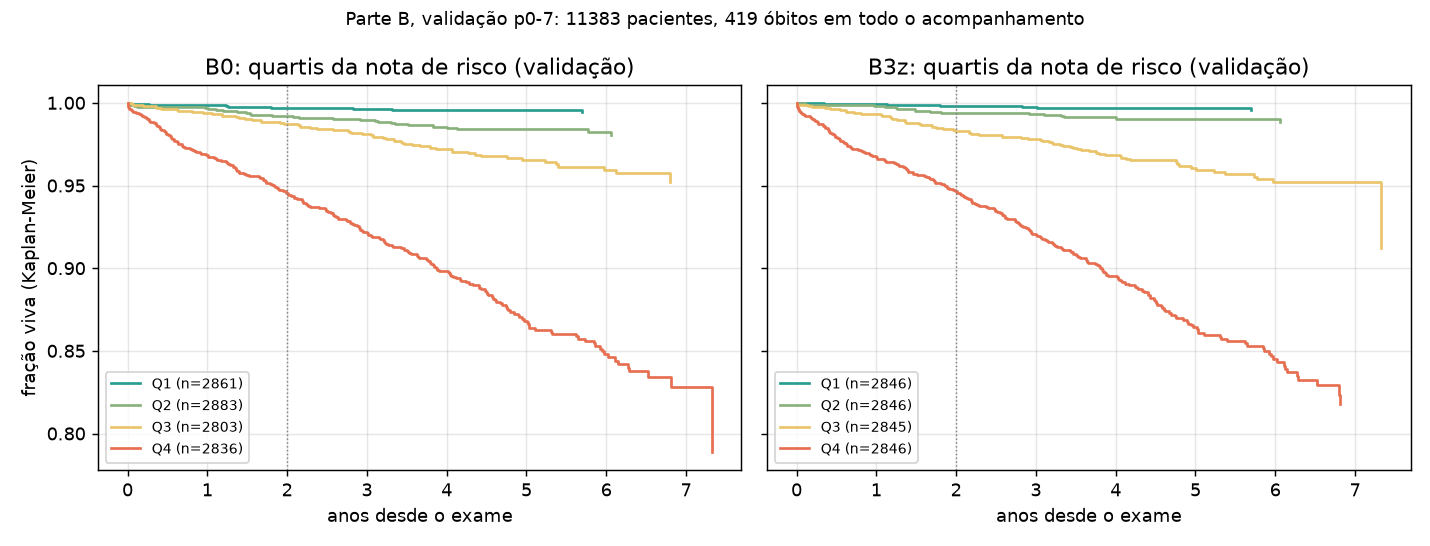 Parte B, validação p0-7: 11383 pacientes, 419 óbitos em todo o acompanhamento
B0: quartis da nota de risco (validação)
fração viva (Kaplan-Meier)
1.00
0.95
0.90
0.85
0.80
Q1 (n=2861)
Q2 (n=2883)
Q3 (n=2803)
Q4 (n=2836)
0 1 2 3 4 5 6 7
anos desde o exame
B3z: quartis da nota de risco (validação)
Q1 (n=2846)
Q2 (n=2846)
Q3 (n=2845)
Q4 (n=2846)
0 1 2 3 4 5 6 7
anos desde o exame